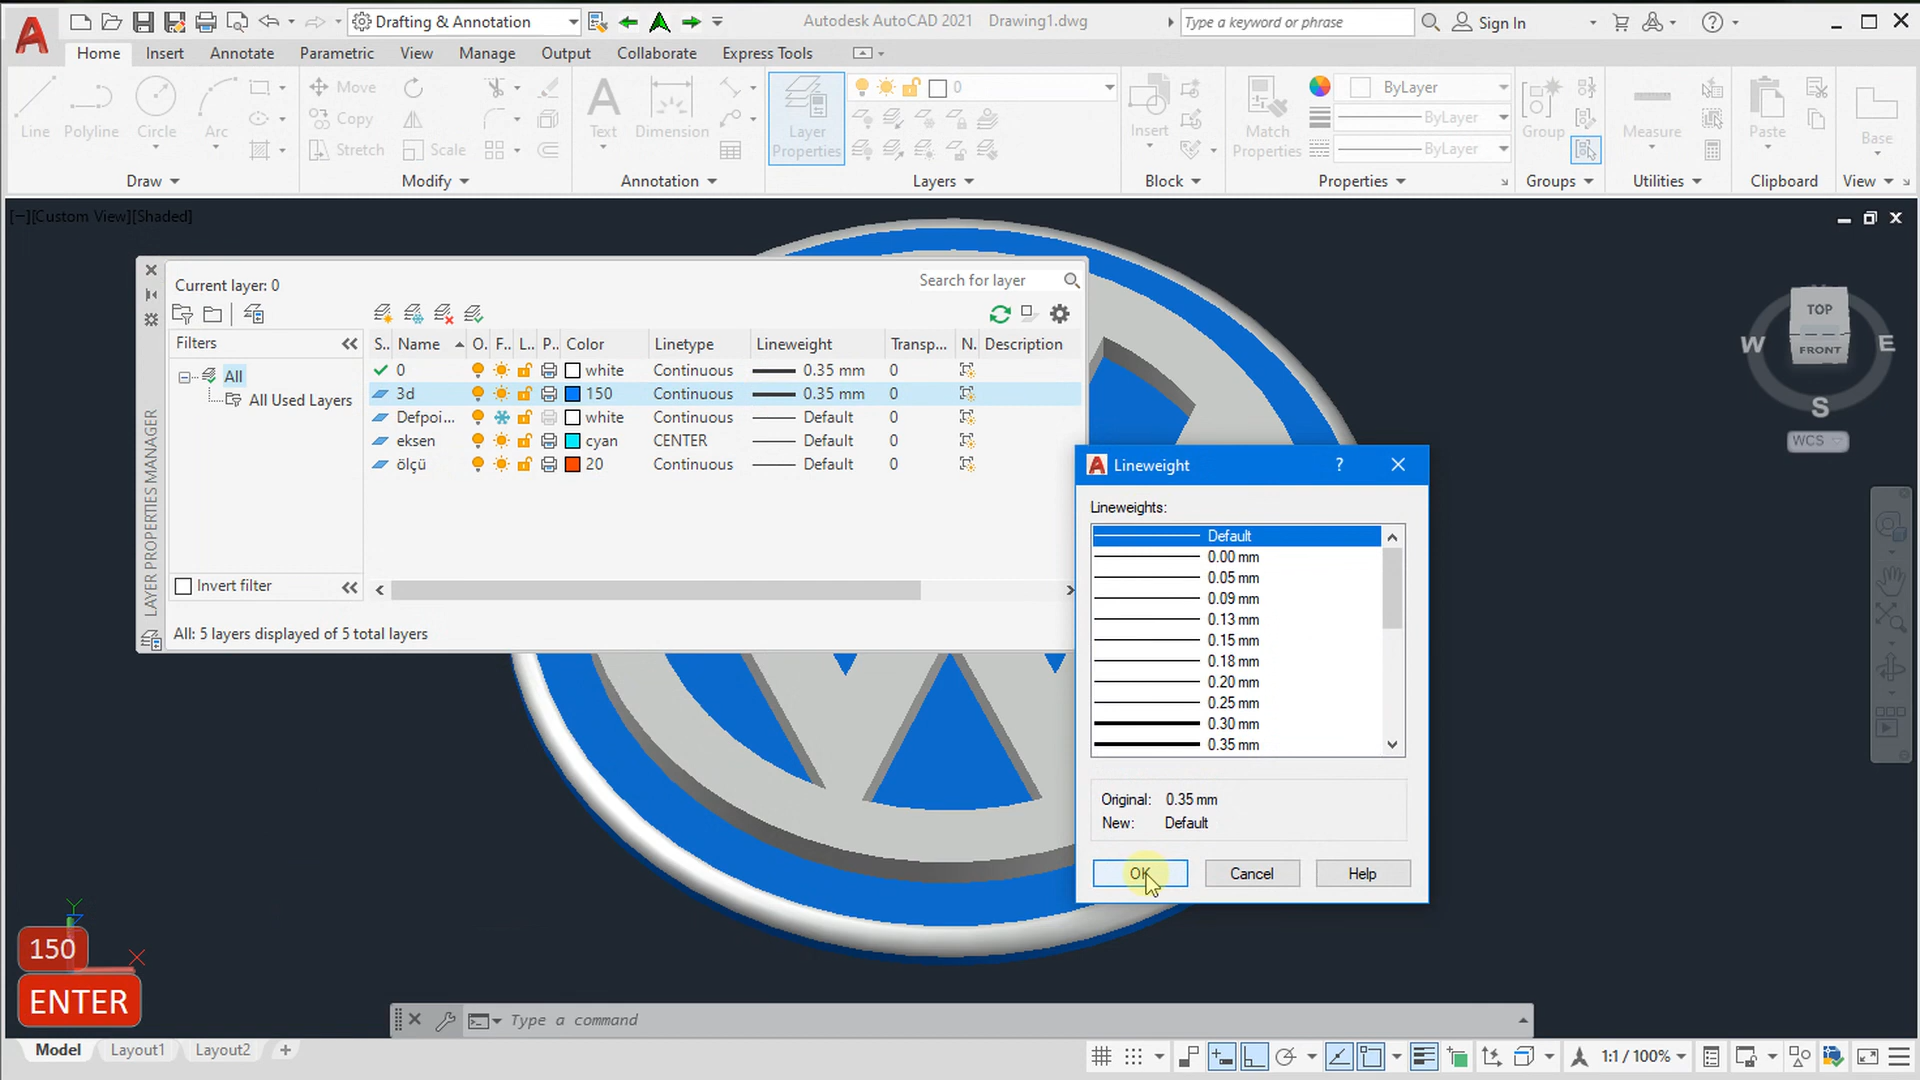 Drafting & Annotation
Autodesk AutoCAD 2021 Drawing1.dwg
Type a keyword or phrase
Sign In
Home Insert Annotate Parametric View Manage Output Collaborate Express Tools
Line Polyline Circle Arc
Move
Copy
Stretch Scale
Text Dimension
Layer Properties
0
Insert
Match Properties
ByLayer
ByLayer
ByLayer
Group
Measure
Paste
Base
Draw Modify Annotation Layers Block Properties Groups Utilities Clipboard View
[−][Custom View][Shaded]
TOP
FRONT
W
E
S
WCS
Current layer: 0
Search for layer
Filters
S.. Name O. F.. L.. P.. Color Linetype Lineweight Transp... N. Description
All
All Used Layers
0 white Continuous 0.35 mm 0
3d 150 Continuous 0.35 mm 0
Defpoi... white Continuous Default 0
eksen cyan CENTER Default 0
ölçü 20 Continuous Default 0
Invert filter
All: 5 layers displayed of 5 total layers
LAYER PROPERTIES MANAGER
Lineweight
Lineweights:
Default
0.00 mm
0.05 mm
0.09 mm
0.13 mm
0.15 mm
0.18 mm
0.20 mm
0.25 mm
0.30 mm
0.35 mm
Original: 0.35 mm
New: Default
OK Cancel Help
Y
X
150
ENTER
Type a command
Model Layout1 Layout2
1:1 / 100%